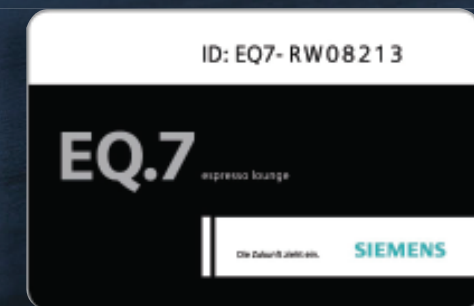 ID: EQ7-RW08213
EQ.7 espresso lounge
Die Zukunft zieht ein. SIEMENS